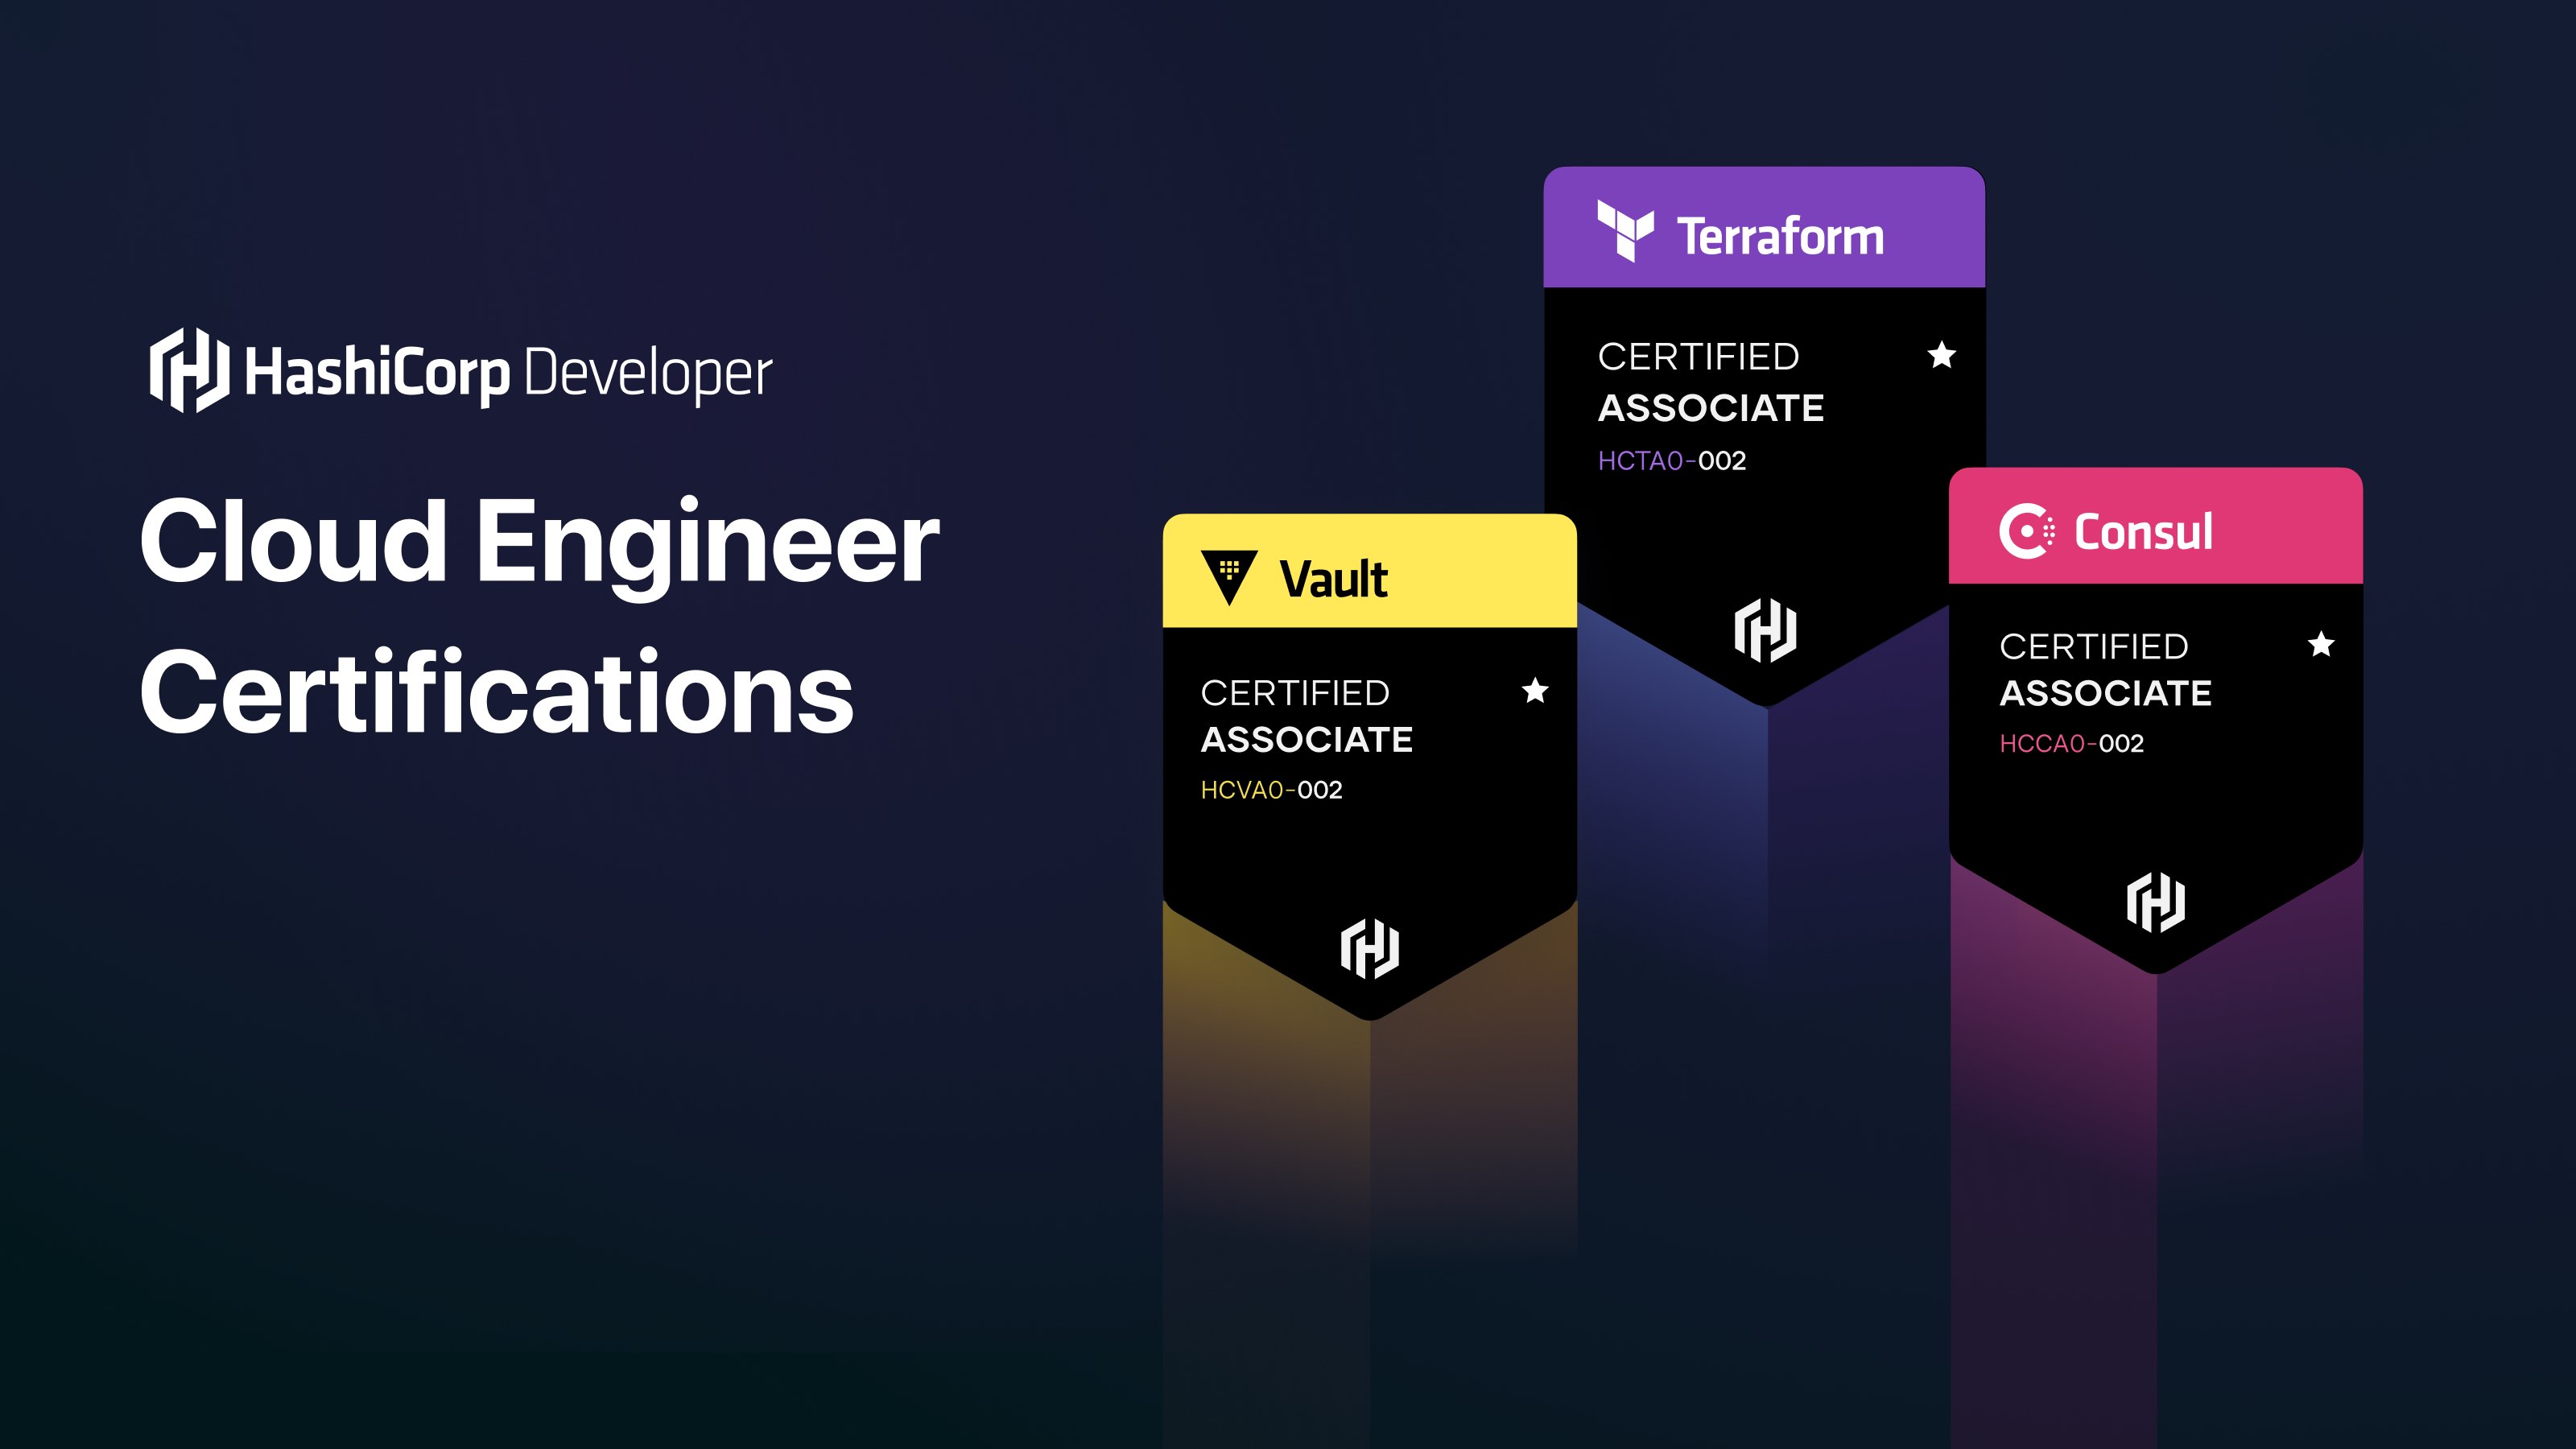 HashiCorp Developer
Cloud Engineer
Certifications
Terraform
CERTIFIED
ASSOCIATE
HCTA0-002
Vault
CERTIFIED
ASSOCIATE
HCVA0-002
Consul
CERTIFIED
ASSOCIATE
HCCA0-002